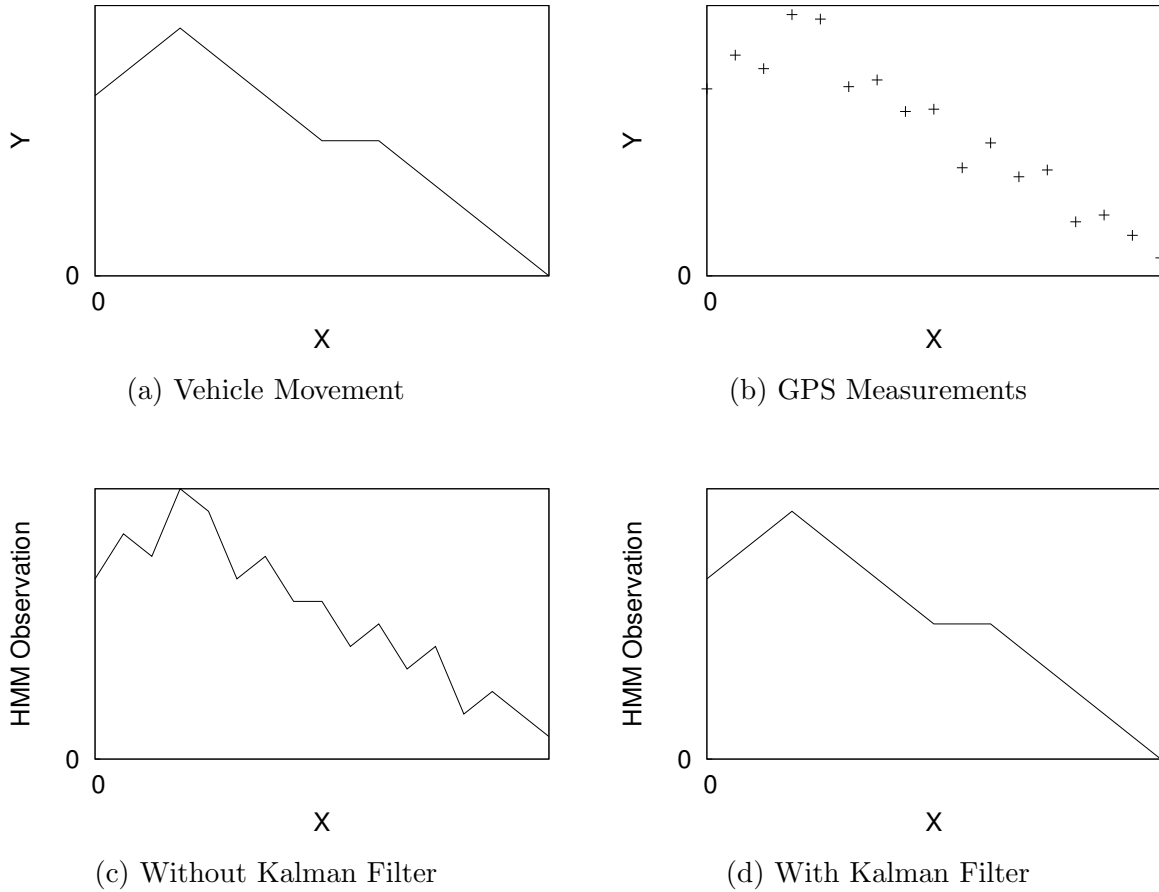 Y
0
0
X
(a) Vehicle Movement
Y
0
0
X
(b) GPS Measurements
HMM Observation
0
0
X
(c) Without Kalman Filter
HMM Observation
0
0
X
(d) With Kalman Filter